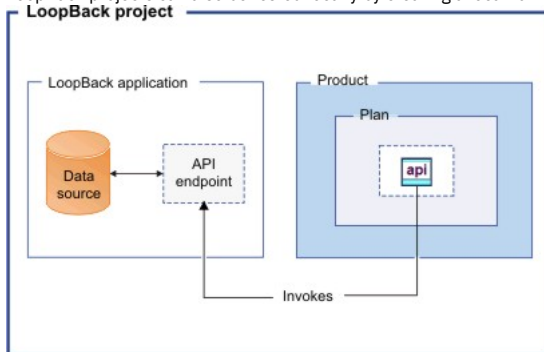 LoopBack project
LoopBack application
Product
Plan
Data
source
API
endpoint
api
Invokes